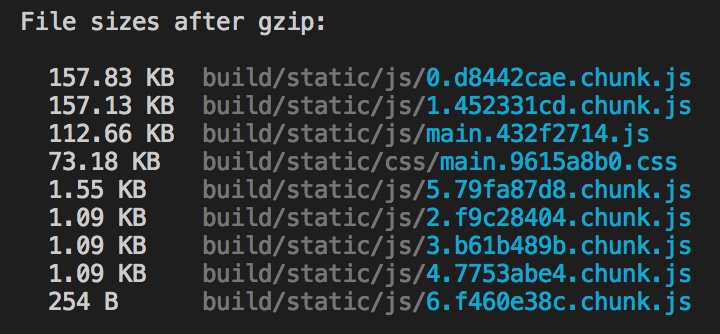 File sizes after gzip:
157.83 KB build/static/js/0.d8442cae.chunk.js
157.13 KB build/static/js/1.452331cd.chunk.js
112.66 KB build/static/js/main.432f2714.js
73.18 KB build/static/css/main.9615a8b0.css
1.55 KB build/static/js/5.79fa87d8.chunk.js
1.09 KB build/static/js/2.f9c28404.chunk.js
1.09 KB build/static/js/3.b61b489b.chunk.js
1.09 KB build/static/js/4.7753abe4.chunk.js
254 B build/static/js/6.f460e38c.chunk.js